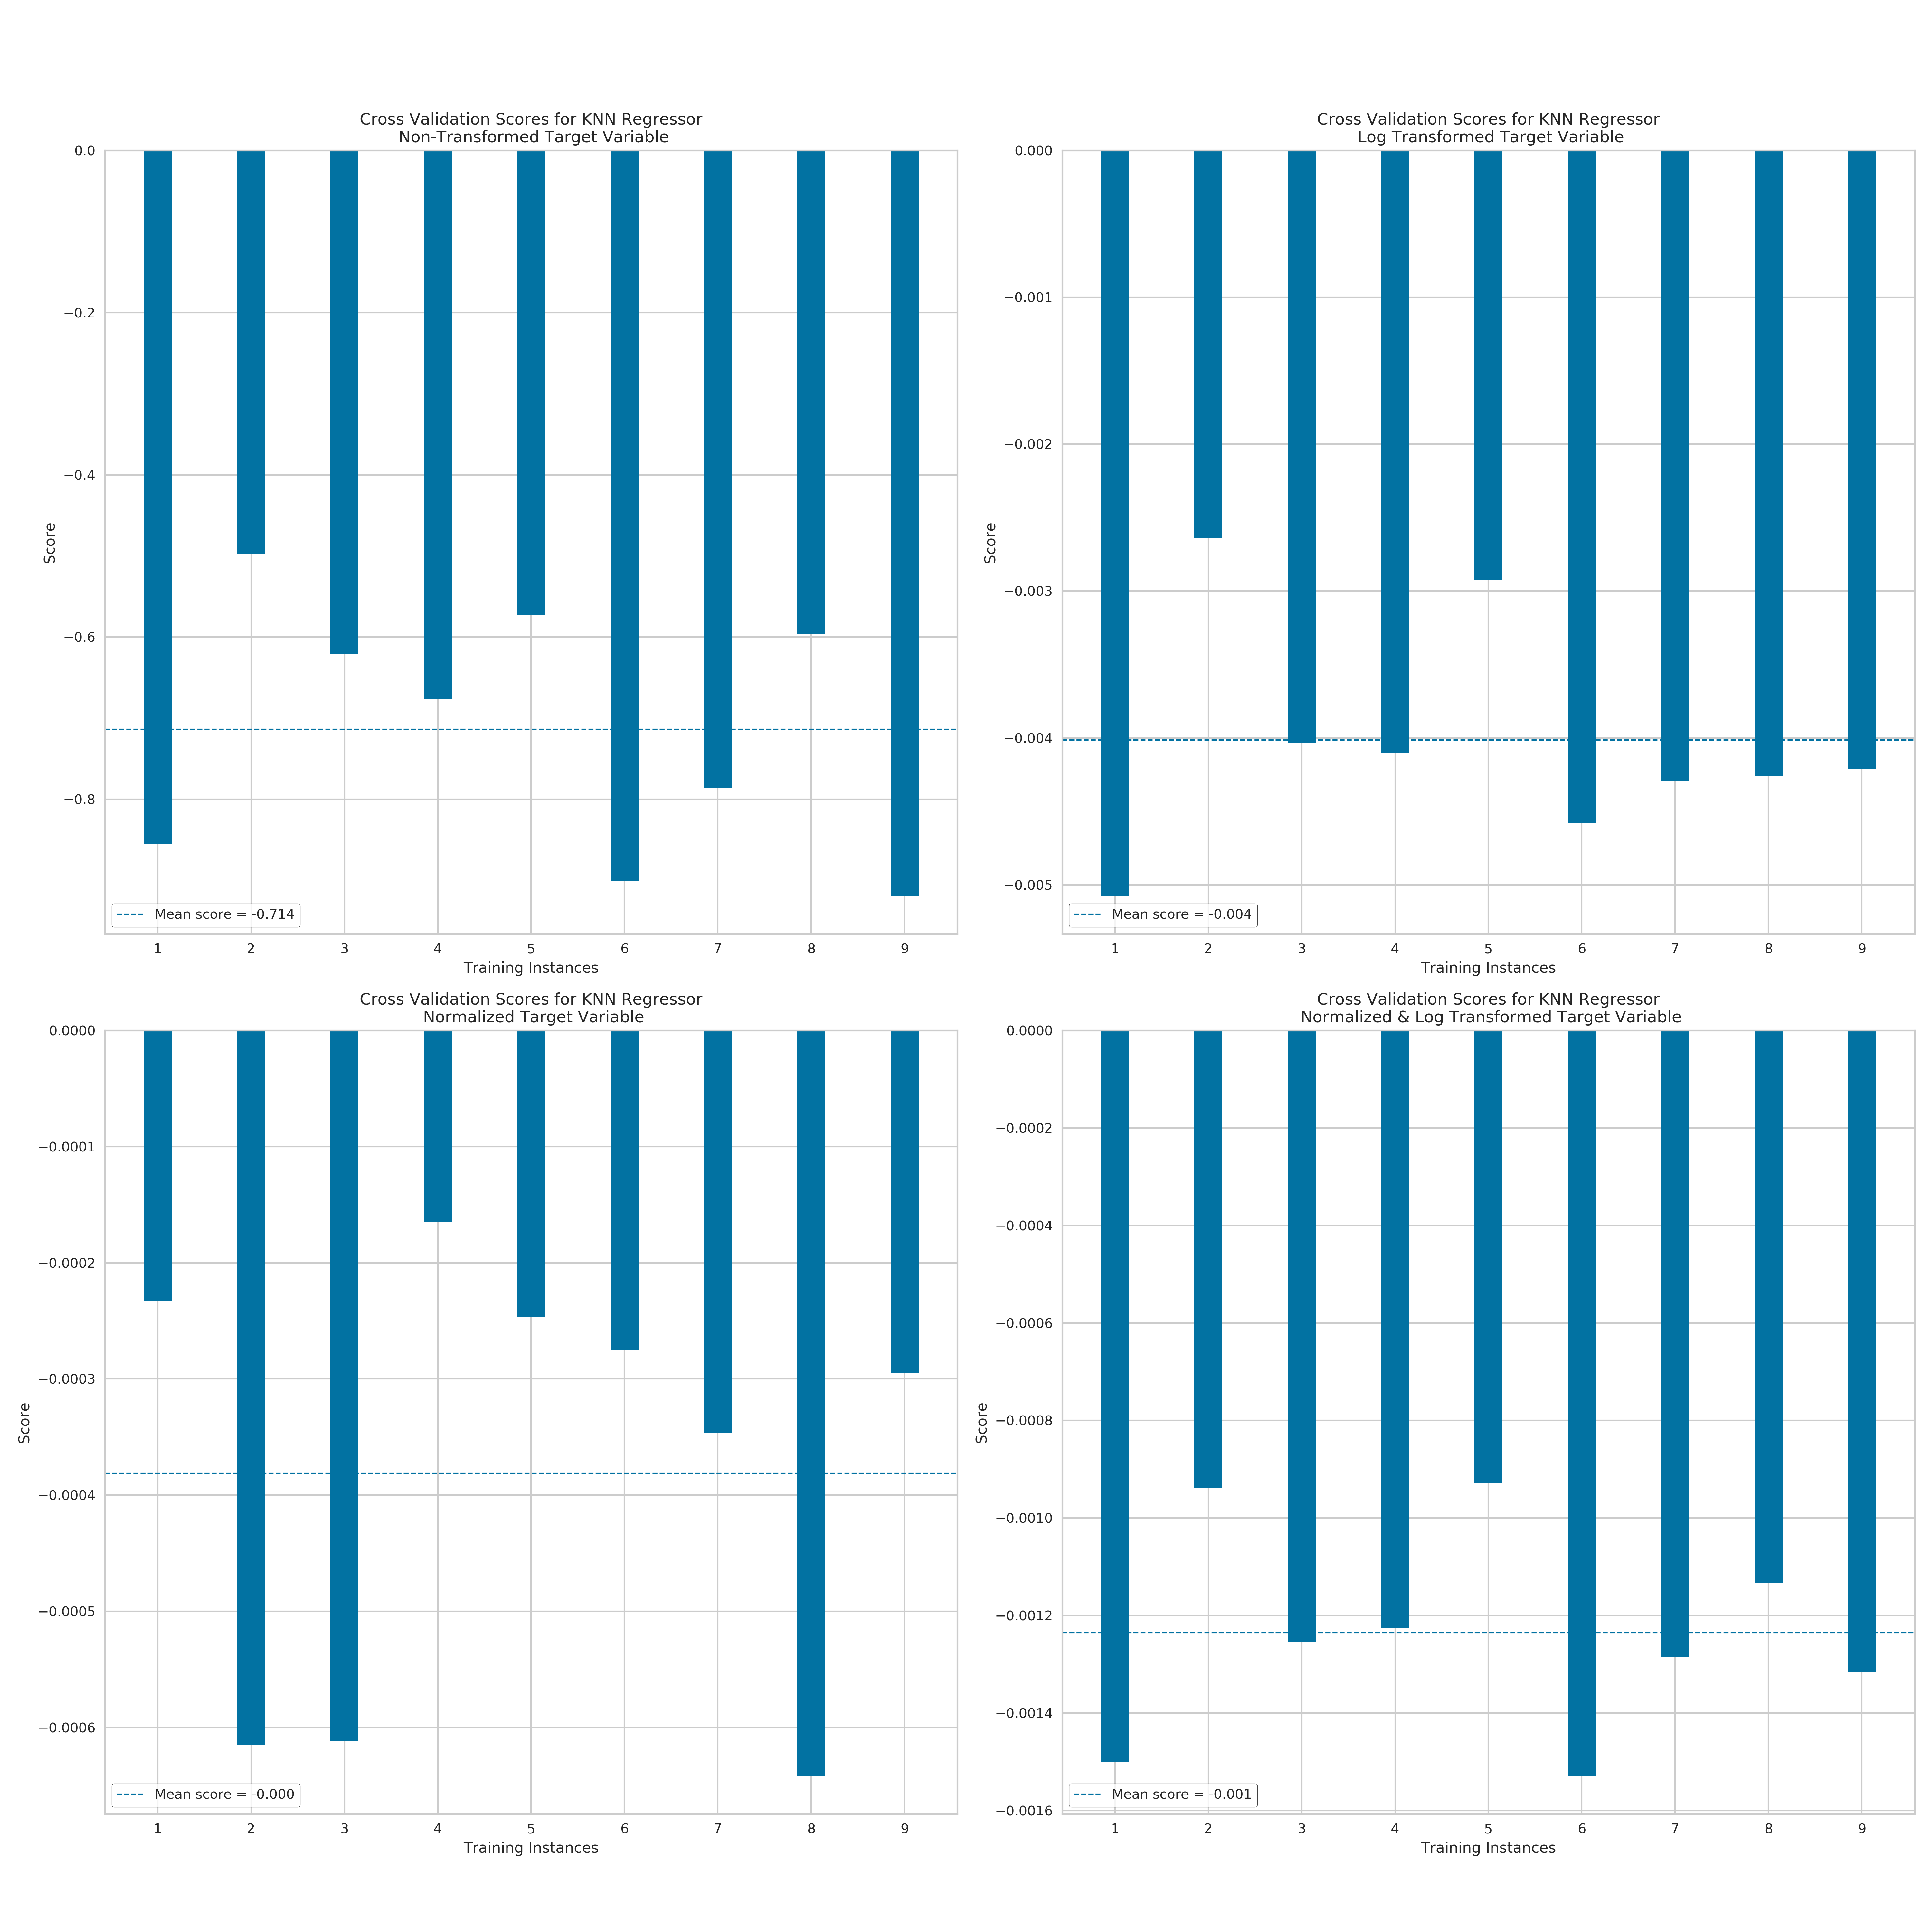 Cross Validation Scores for KNN Regressor
Non-Transformed Target Variable
0.0
−0.2
−0.4
−0.6
−0.8
Score
Mean score = -0.714
1 2 3 4 5 6 7 8 9
Training Instances
Cross Validation Scores for KNN Regressor
Log Transformed Target Variable
0.000
−0.001
−0.002
−0.003
−0.004
−0.005
Score
Mean score = -0.004
1 2 3 4 5 6 7 8 9
Training Instances
Cross Validation Scores for KNN Regressor
Normalized Target Variable
0.0000
−0.0001
−0.0002
−0.0003
−0.0004
−0.0005
−0.0006
Score
Mean score = -0.000
1 2 3 4 5 6 7 8 9
Training Instances
Cross Validation Scores for KNN Regressor
Normalized & Log Transformed Target Variable
0.0000
−0.0002
−0.0004
−0.0006
−0.0008
−0.0010
−0.0012
−0.0014
−0.0016
Score
Mean score = -0.001
1 2 3 4 5 6 7 8 9
Training Instances